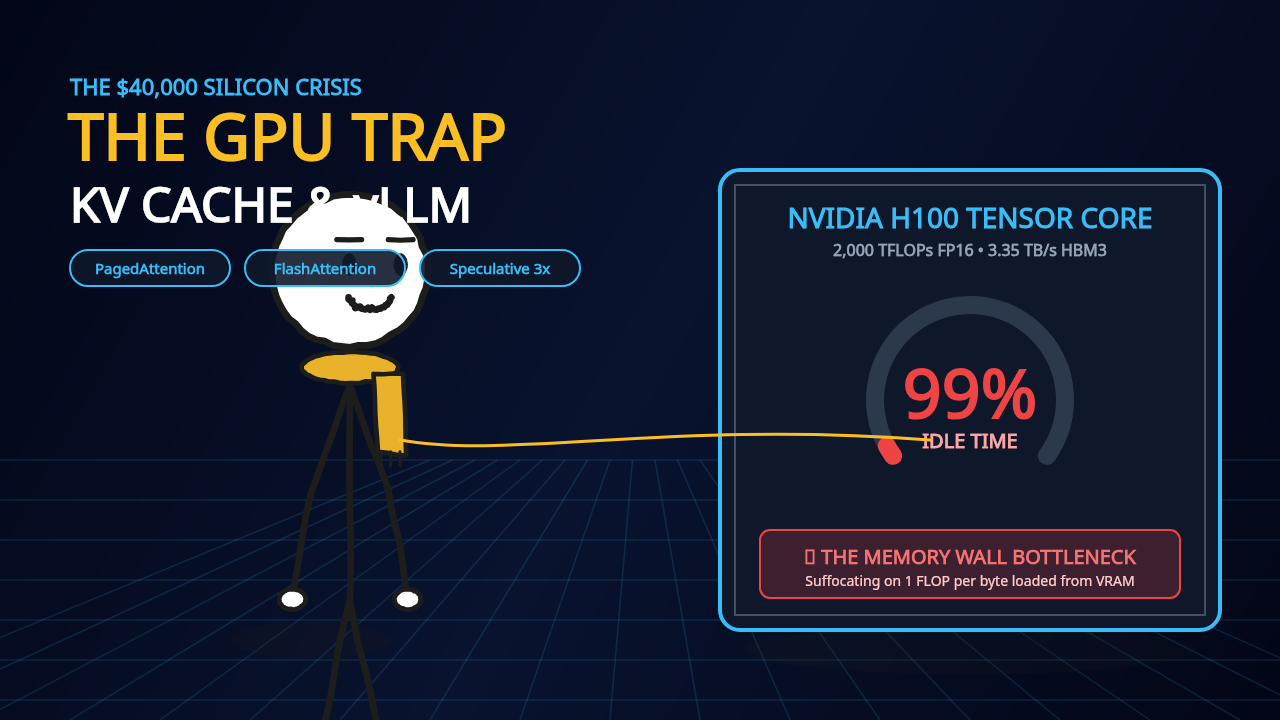 THE $40,000 SILICON CRISIS
THE GPU TRAP
KV CACHE & vLLM
PagedAttention
FlashAttention
Speculative 3x
NVIDIA H100 TENSOR CORE
2,000 TFLOPs FP16 • 3.35 TB/s HBM3
99%
IDLE TIME
THE MEMORY WALL BOTTLENECK
Suffocating on 1 FLOP per byte loaded from VRAM